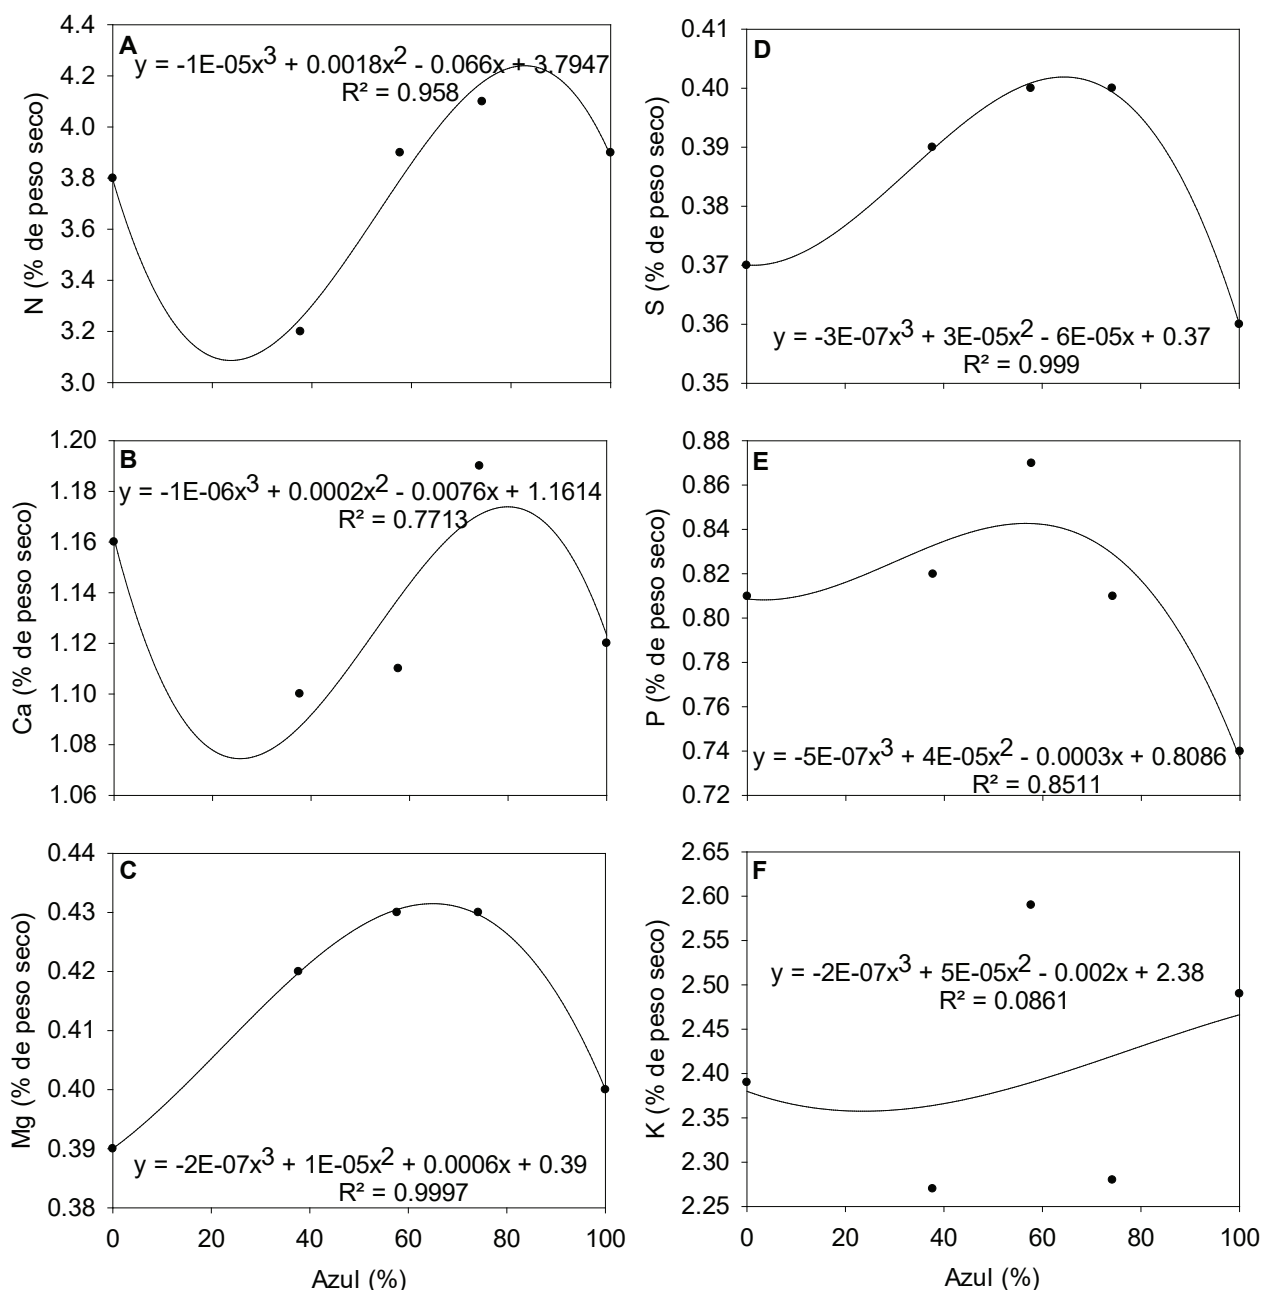 A
y = -1E-05x³ + 0.0018x² - 0.066x + 3.7947
R² = 0.958
4.4
4.2
4.0
3.8
3.6
3.4
3.2
3.0
N (% de peso seco)
D
0.41
0.40
0.39
0.38
0.37
0.36
0.35
S (% de peso seco)
y = -3E-07x³ + 3E-05x² - 6E-05x + 0.37
R² = 0.999
B
y = -1E-06x³ + 0.0002x² - 0.0076x + 1.1614
R² = 0.7713
1.20
1.18
1.16
1.14
1.12
1.10
1.08
1.06
Ca (% de peso seco)
E
0.88
0.86
0.84
0.82
0.80
0.78
0.76
0.74
0.72
P (% de peso seco)
y = -5E-07x³ + 4E-05x² - 0.0003x + 0.8086
R² = 0.8511
C
0.44
0.43
0.42
0.41
0.40
0.39
0.38
Mg (% de peso seco)
y = -2E-07x³ + 1E-05x² + 0.0006x + 0.39
R² = 0.9997
0 20 40 60 80 100
Azul (%)
F
2.65
2.60
2.55
2.50
2.45
2.40
2.35
2.30
2.25
K (% de peso seco)
y = -2E-07x³ + 5E-05x² - 0.002x + 2.38
R² = 0.0861
0 20 40 60 80 100
Azul (%)